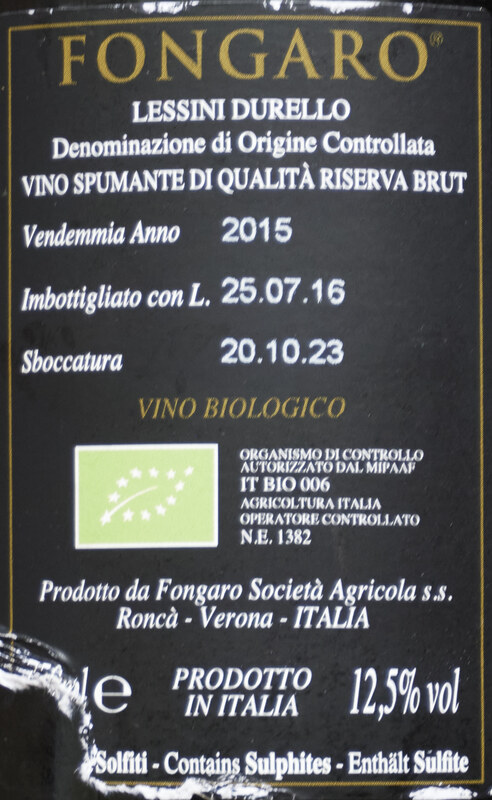 FONGARO®
LESSINI DURELLO
Denominazione di Origine Controllata
VINO SPUMANTE DI QUALITÀ RISERVA BRUT
Vendemmia Anno 2015
Imbottigliato con L. 25.07.16
Sboccatura 20.10.23
VINO BIOLOGICO
ORGANISMO DI CONTROLLO
AUTORIZZATO DAL MIPAAF
IT BIO 006
AGRICOLTURA ITALIA
OPERATORE CONTROLLATO
N.E. 1382
Prodotto da Fongaro Società Agricola s.s.
Roncà - Verona - ITALIA
e PRODOTTO
IN ITALIA
12,5% vol
Solfiti - Contains Sulphites - Enthält Sulfite